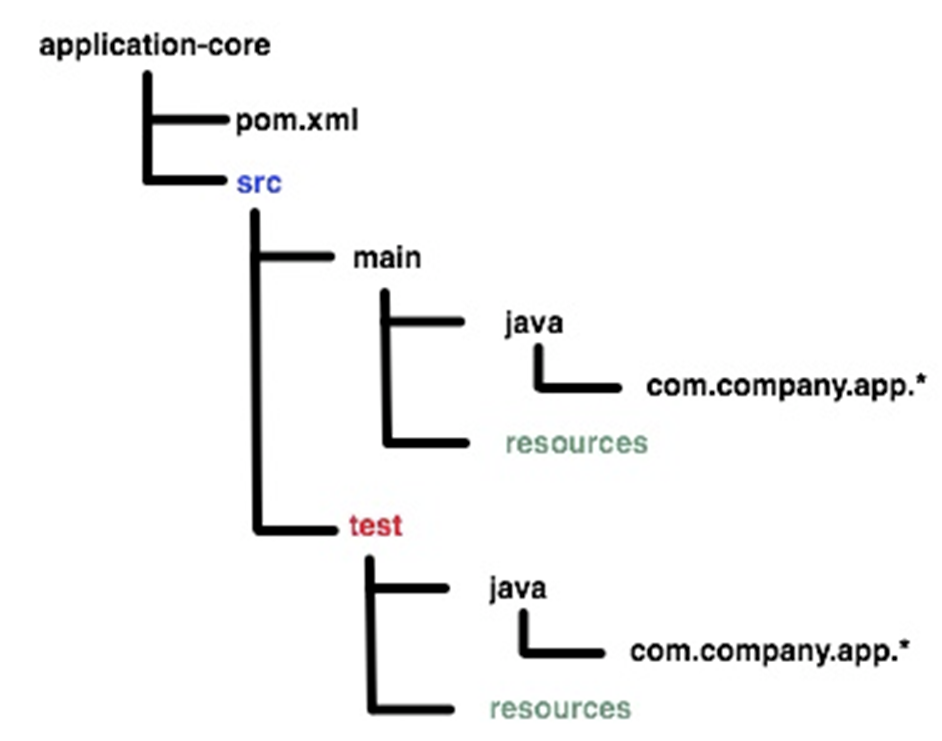 application-core
pom.xml
src
main
java
com.company.app.*
resources
test
java
com.company.app.*
resources